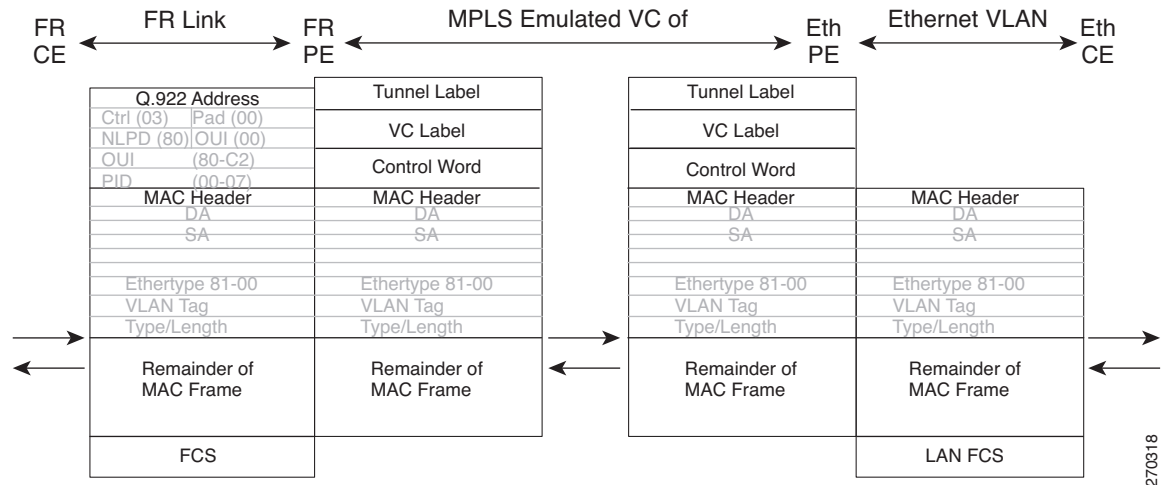 FR CE
FR Link
FR PE
MPLS Emulated VC of
Eth PE
Ethernet VLAN
Eth CE
Q.922 Address
Ctrl (03) Pad (00)
NLPD (80) OUI (00)
OUI (80-C2)
PID (00-07)
MAC Header
DA
SA
Ethertype 81-00
VLAN Tag
Type/Length
Remainder of
MAC Frame
FCS
Tunnel Label
VC Label
Control Word
MAC Header
DA
SA
Ethertype 81-00
VLAN Tag
Type/Length
Remainder of
MAC Frame
Tunnel Label
VC Label
Control Word
MAC Header
DA
SA
Ethertype 81-00
VLAN Tag
Type/Length
Remainder of
MAC Frame
MAC Header
DA
SA
Ethertype 81-00
VLAN Tag
Type/Length
Remainder of
MAC Frame
LAN FCS
270318